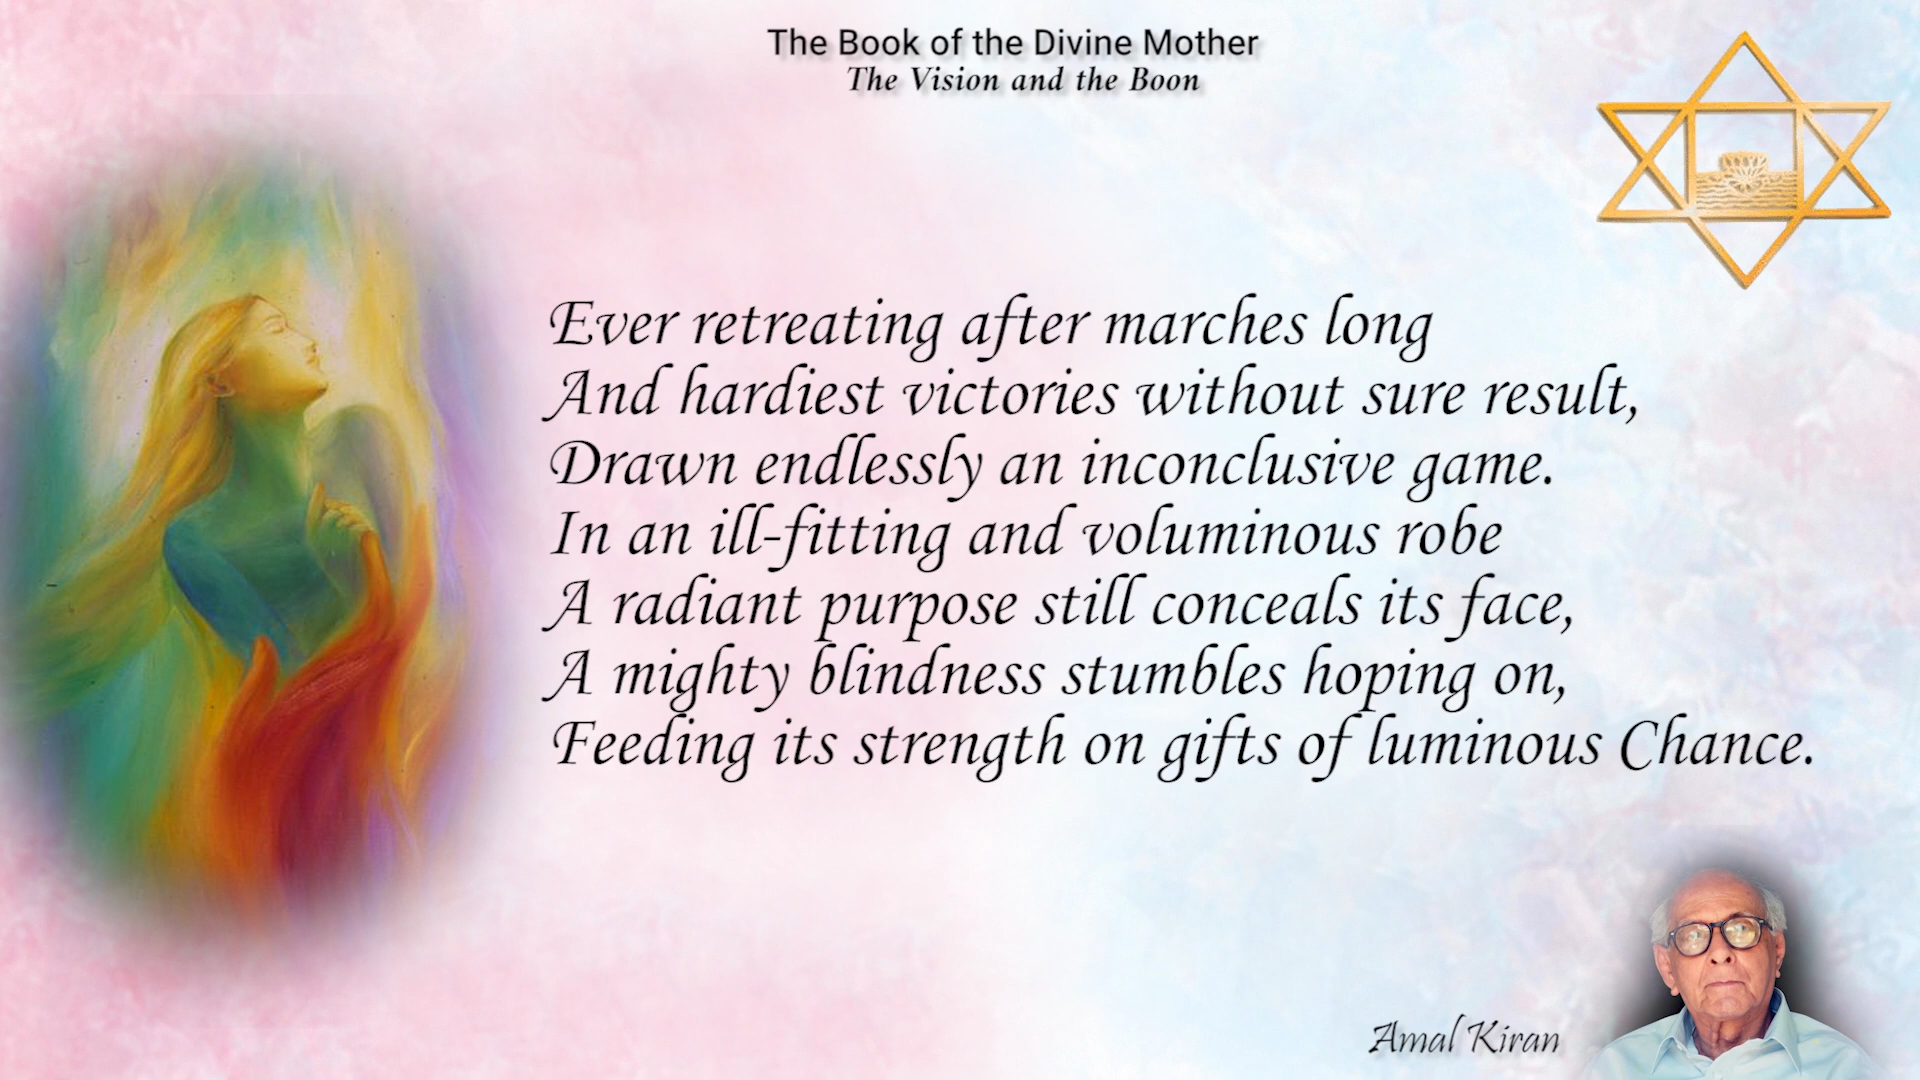 The Book of the Divine Mother
The Vision and the Boon
Ever retreating after marches long
And hardiest victories without sure result,
Drawn endlessly an inconclusive game.
In an ill-fitting and voluminous robe
A radiant purpose still conceals its face,
A mighty blindness stumbles hoping on,
Feeding its strength on gifts of luminous Chance.
Amal Kiran